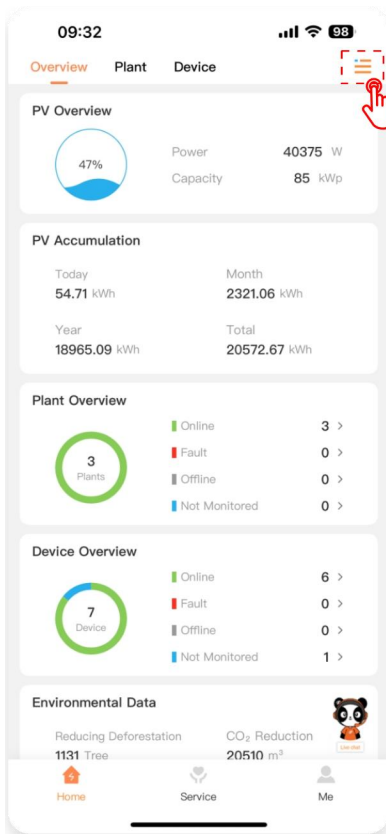 09:32
98
Overview Plant Device
PV Overview
47%
Power 40375 W
Capacity 85 kWp
PV Accumulation
Today Month
54.71 kWh 2321.06 kWh
Year Total
18965.09 kWh 20572.67 kWh
Plant Overview
3
Plants
Online 3 >
Fault 0 >
Offline 0 >
Not Monitored 0 >
Device Overview
7
Device
Online 6 >
Fault 0 >
Offline 0 >
Not Monitored 1 >
Environmental Data
Reducing Deforestation CO₂ Reduction
1131 Tree 20510 m³
Live chat
Home Service Me